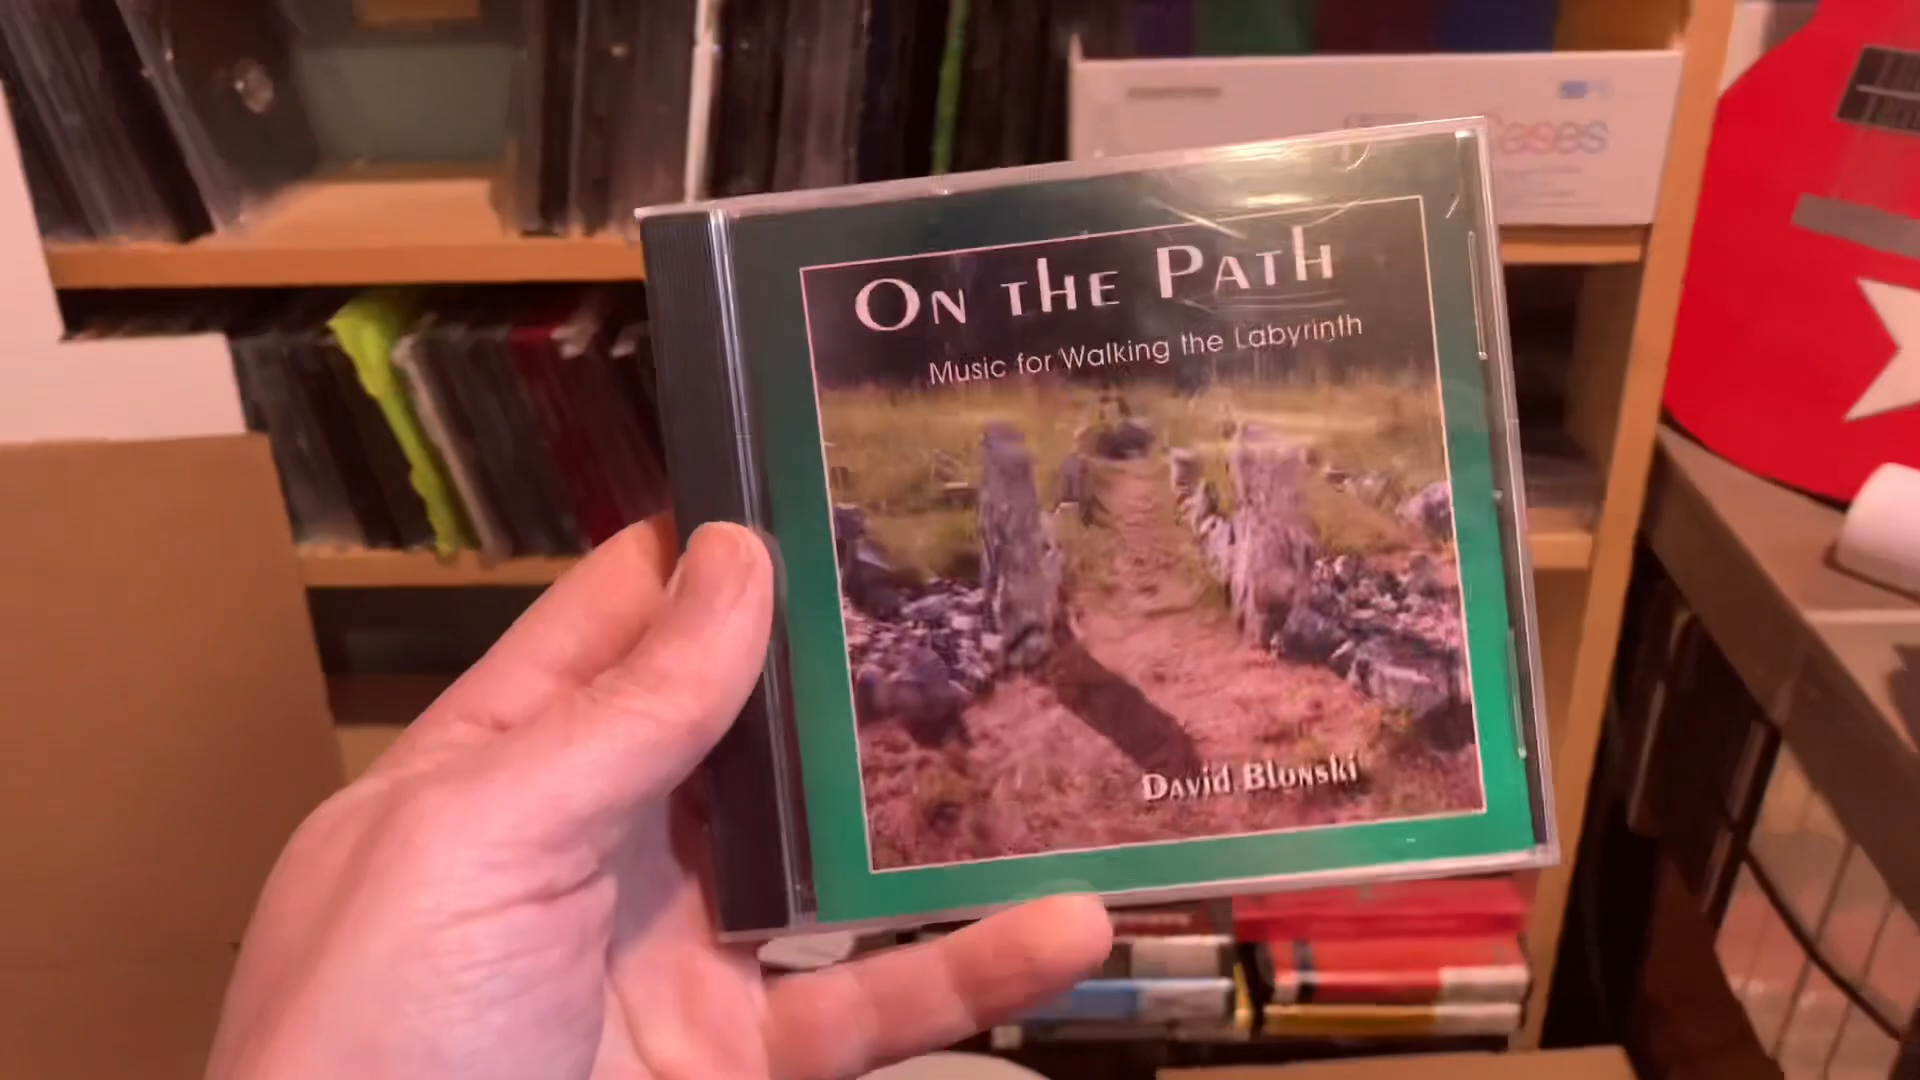 On the Path
Music for Walking the Labyrinth
David Blonski